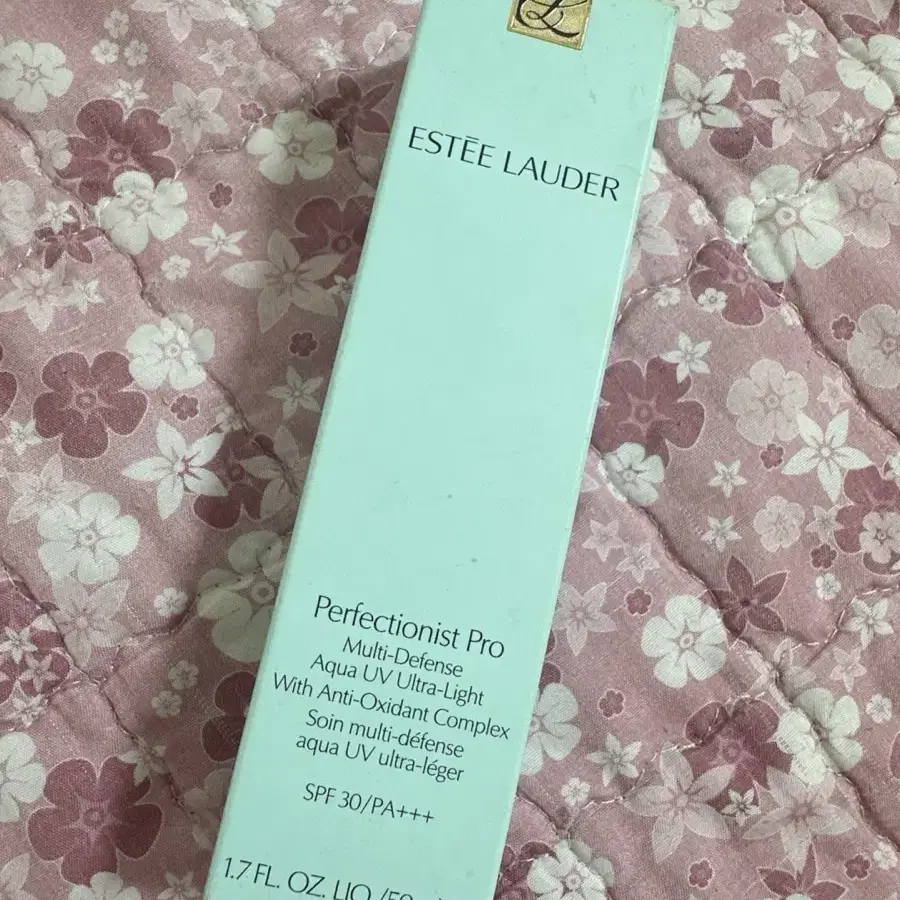 ESTĒE LAUDER
Perfectionist Pro
Multi-Defense
Aqua UV Ultra-Light
With Anti-Oxidant Complex
Soin multi-défense
aqua UV ultra-léger
SPF 30/PA+++
1.7 FL. OZ. LIQ./50